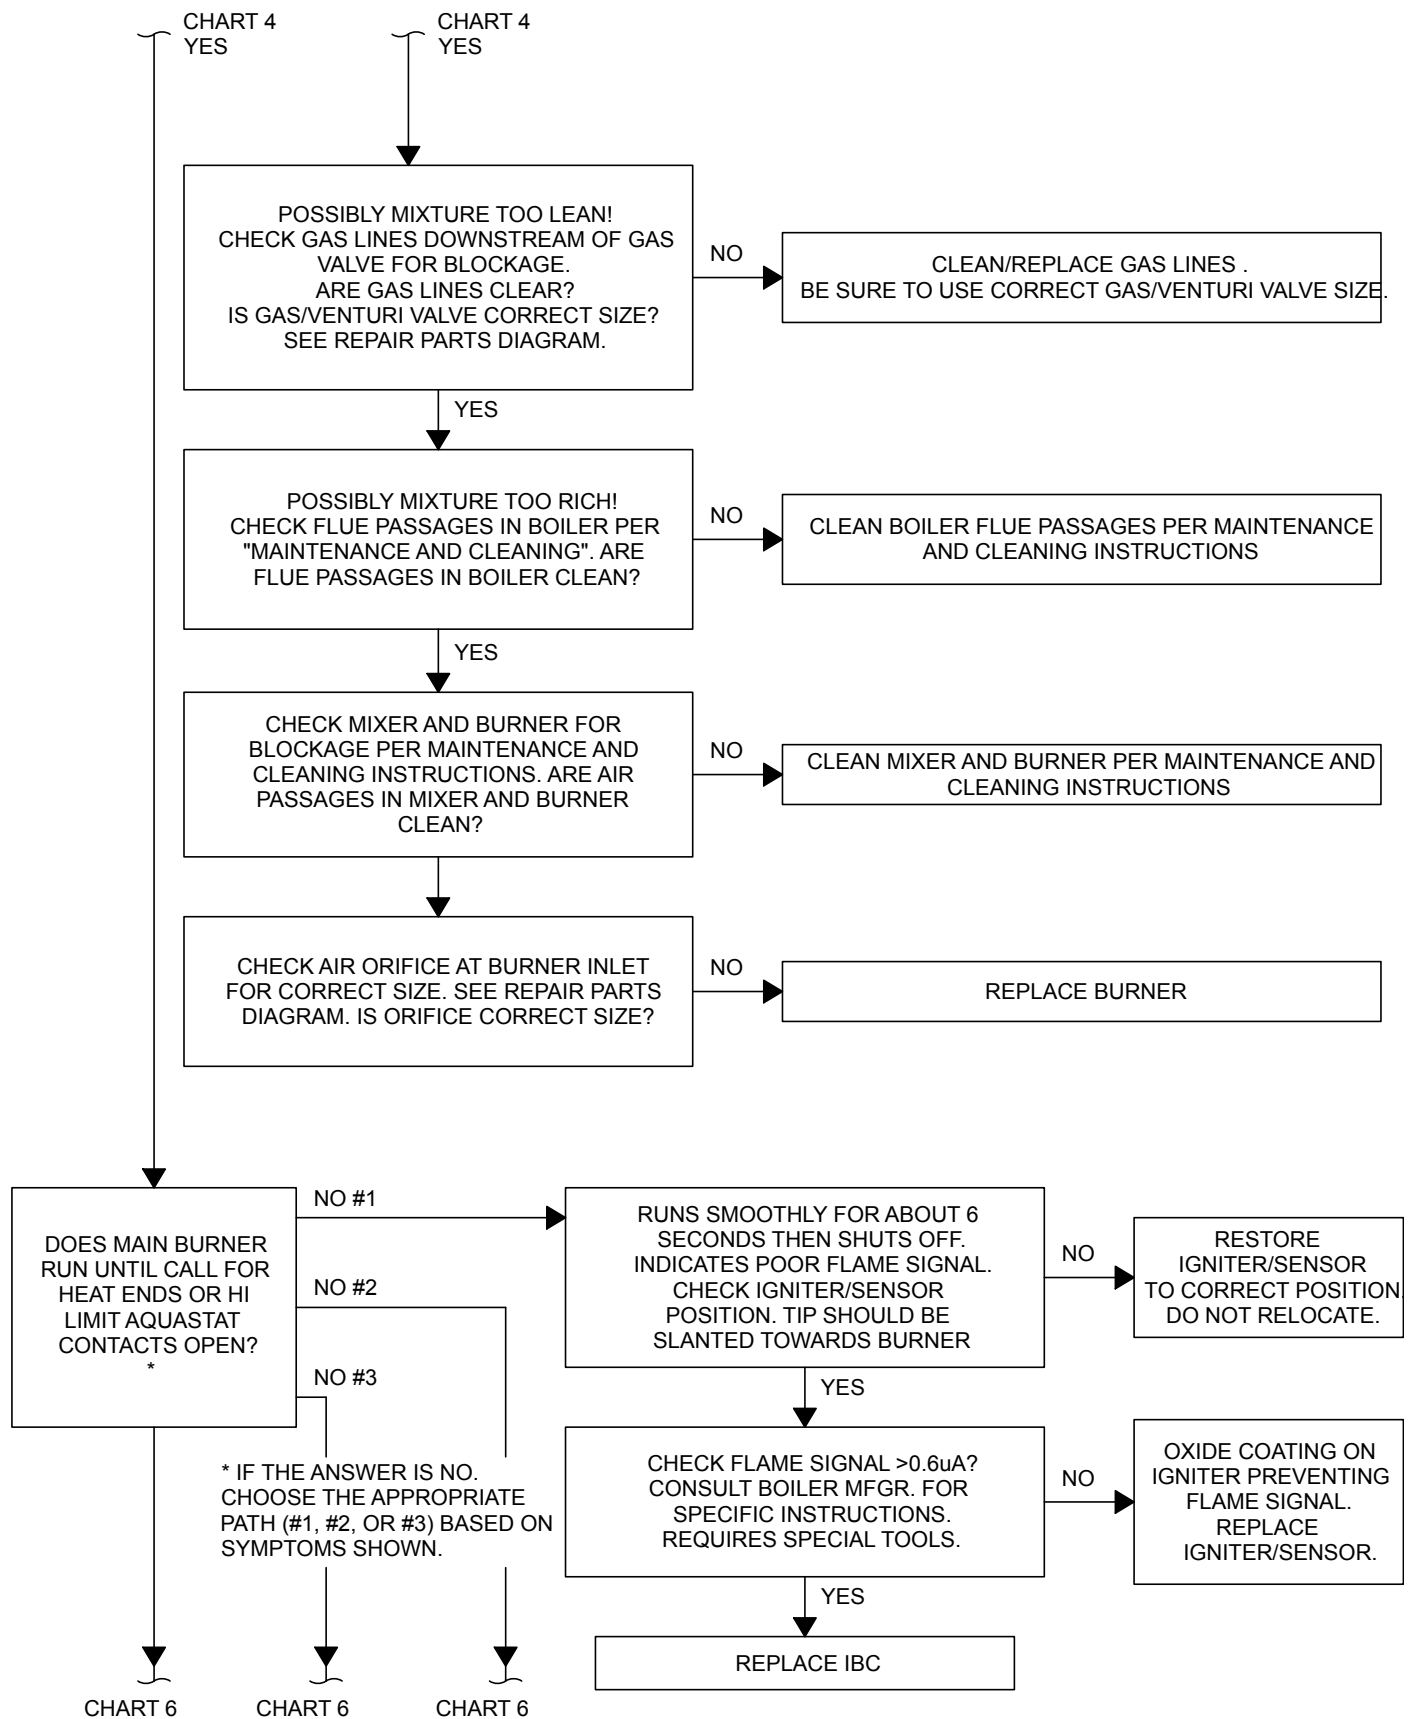 CHART 4
YES
CHART 4
YES
POSSIBLY MIXTURE TOO LEAN!
CHECK GAS LINES DOWNSTREAM OF GAS
VALVE FOR BLOCKAGE.
ARE GAS LINES CLEAR?
IS GAS/VENTURI VALVE CORRECT SIZE?
SEE REPAIR PARTS DIAGRAM.
NO
CLEAN/REPLACE GAS LINES .
BE SURE TO USE CORRECT GAS/VENTURI VALVE SIZE.
YES
POSSIBLY MIXTURE TOO RICH!
CHECK FLUE PASSAGES IN BOILER PER
"MAINTENANCE AND CLEANING". ARE
FLUE PASSAGES IN BOILER CLEAN?
NO
CLEAN BOILER FLUE PASSAGES PER MAINTENANCE
AND CLEANING INSTRUCTIONS
YES
CHECK MIXER AND BURNER FOR
BLOCKAGE PER MAINTENANCE AND
CLEANING INSTRUCTIONS. ARE AIR
PASSAGES IN MIXER AND BURNER
CLEAN?
NO
CLEAN MIXER AND BURNER PER MAINTENANCE AND
CLEANING INSTRUCTIONS
CHECK AIR ORIFICE AT BURNER INLET
FOR CORRECT SIZE. SEE REPAIR PARTS
DIAGRAM. IS ORIFICE CORRECT SIZE?
NO
REPLACE BURNER
DOES MAIN BURNER
RUN UNTIL CALL FOR
HEAT ENDS OR HI
LIMIT AQUASTAT
CONTACTS OPEN?
*
NO #1
NO #2
NO #3
RUNS SMOOTHLY FOR ABOUT 6
SECONDS THEN SHUTS OFF.
INDICATES POOR FLAME SIGNAL.
CHECK IGNITER/SENSOR
POSITION. TIP SHOULD BE
SLANTED TOWARDS BURNER
NO
RESTORE
IGNITER/SENSOR
TO CORRECT POSITION.
DO NOT RELOCATE.
YES
* IF THE ANSWER IS NO.
CHOOSE THE APPROPRIATE
PATH (#1, #2, OR #3) BASED ON
SYMPTOMS SHOWN.
CHECK FLAME SIGNAL >0.6uA?
CONSULT BOILER MFGR. FOR
SPECIFIC INSTRUCTIONS.
REQUIRES SPECIAL TOOLS.
NO
OXIDE COATING ON
IGNITER PREVENTING
FLAME SIGNAL.
REPLACE
IGNITER/SENSOR.
YES
REPLACE IBC
CHART 6
CHART 6
CHART 6